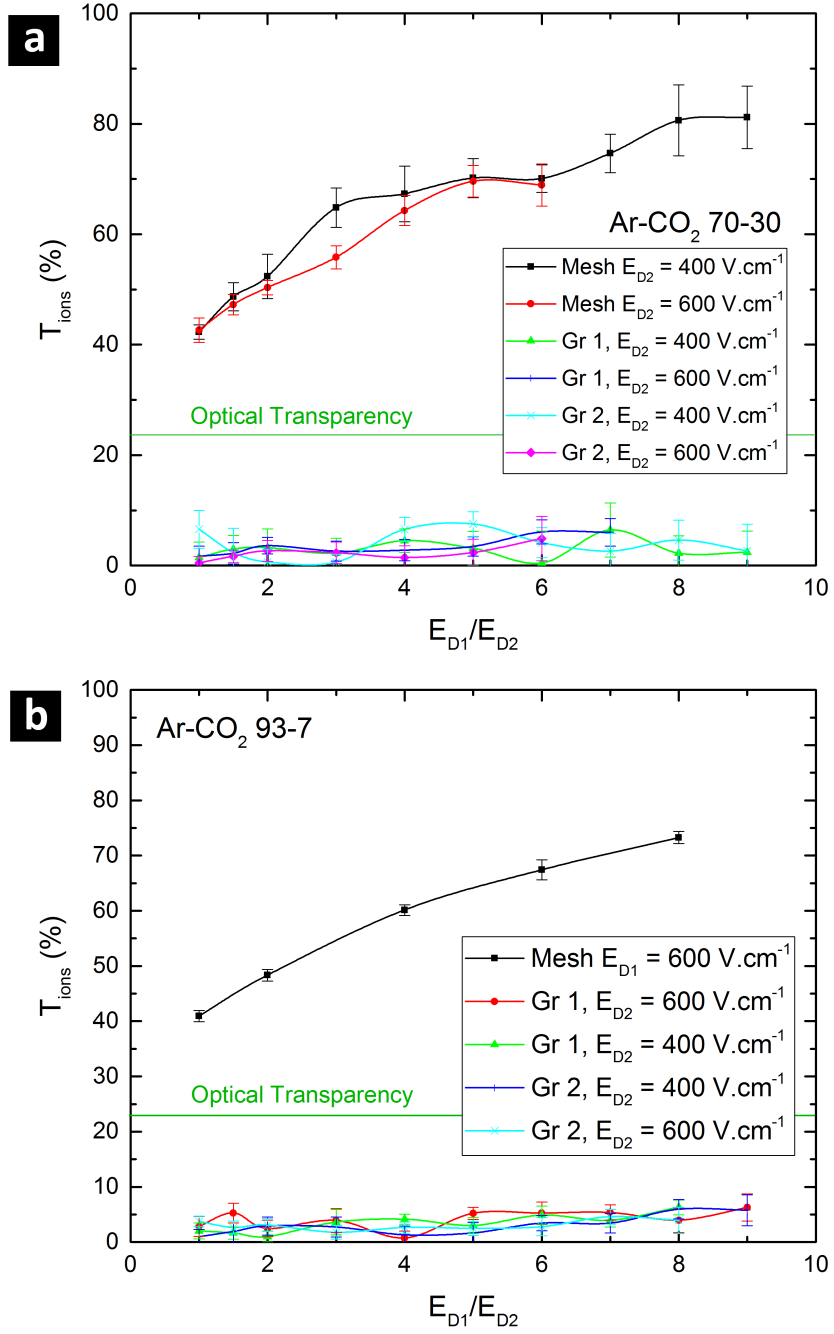 a
100
80
60
40
20
0
T_ions (%)
Ar-CO₂ 70-30
Mesh E_D2 = 400 V.cm⁻¹
Mesh E_D2 = 600 V.cm⁻¹
Gr 1, E_D2 = 400 V.cm⁻¹
Gr 1, E_D2 = 600 V.cm⁻¹
Gr 2, E_D2 = 400 V.cm⁻¹
Gr 2, E_D2 = 600 V.cm⁻¹
Optical Transparency
0 2 4 6 8 10
E_D1/E_D2
b
100
90
80
70
60
50
40
30
20
10
0
T_ions (%)
Ar-CO₂ 93-7
Mesh E_D1 = 600 V.cm⁻¹
Gr 1, E_D2 = 600 V.cm⁻¹
Gr 1, E_D2 = 400 V.cm⁻¹
Gr 2, E_D2 = 400 V.cm⁻¹
Gr 2, E_D2 = 600 V.cm⁻¹
Optical Transparency
0 2 4 6 8 10
E_D1/E_D2